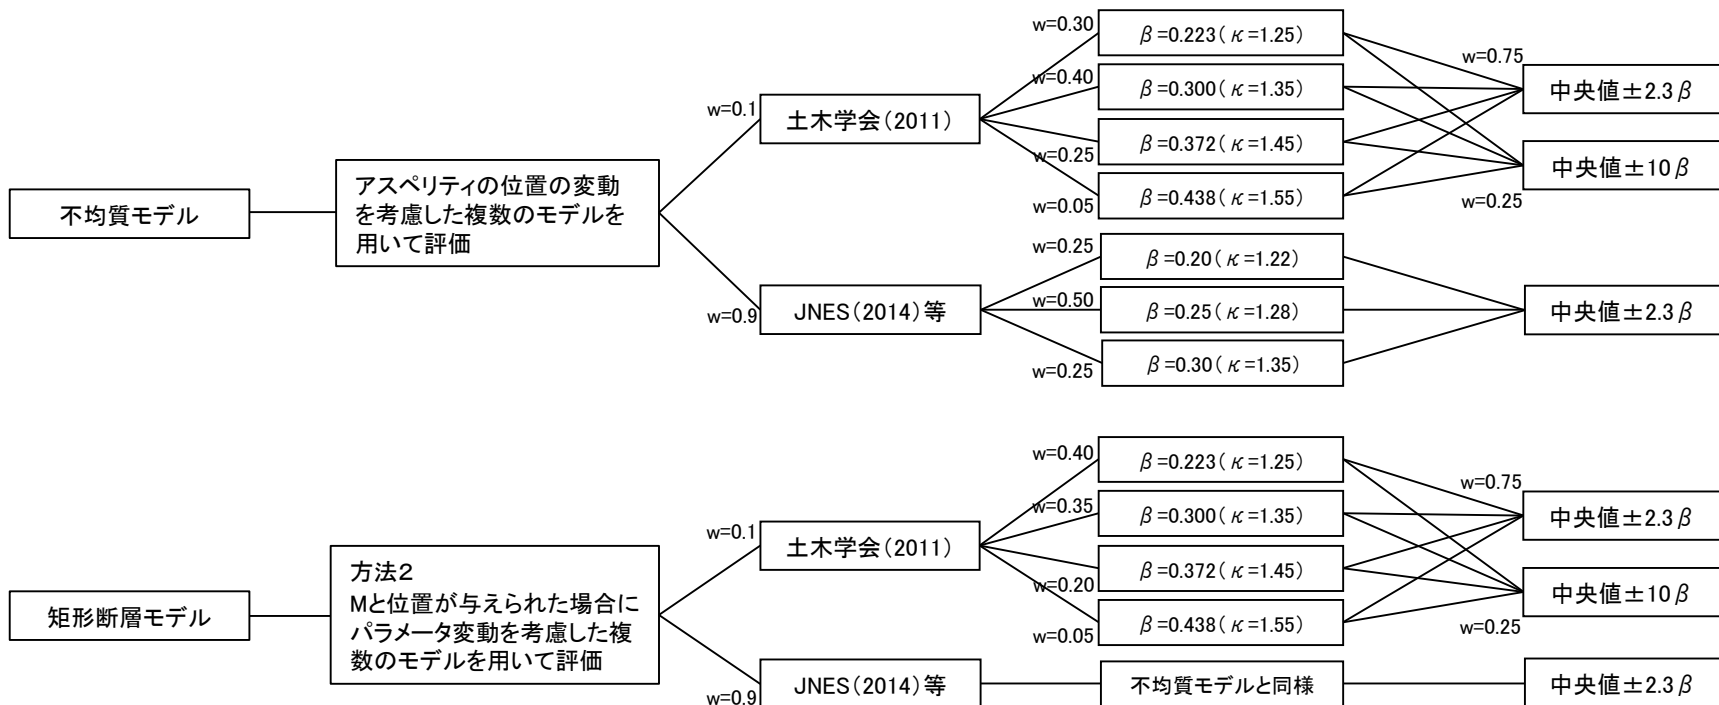 不均質モデル
アスペリティの位置の変動
を考慮した複数のモデルを
用いて評価
w=0.1
土木学会(2011)
w=0.30
β=0.223(κ=1.25)
w=0.40
β=0.300(κ=1.35)
w=0.25
β=0.372(κ=1.45)
w=0.05
β=0.438(κ=1.55)
w=0.75
中央値±2.3β
中央値±10β
w=0.25
w=0.9
JNES(2014)等
w=0.25
β=0.20(κ=1.22)
w=0.50
β=0.25(κ=1.28)
w=0.25
β=0.30(κ=1.35)
中央値±2.3β
矩形断層モデル
方法2
Mと位置が与えられた場合に
パラメータ変動を考慮した複
数のモデルを用いて評価
w=0.1
土木学会(2011)
w=0.40
β=0.223(κ=1.25)
w=0.35
β=0.300(κ=1.35)
w=0.20
β=0.372(κ=1.45)
w=0.05
β=0.438(κ=1.55)
w=0.75
中央値±2.3β
中央値±10β
w=0.25
w=0.9
JNES(2014)等
不均質モデルと同様
中央値±2.3β